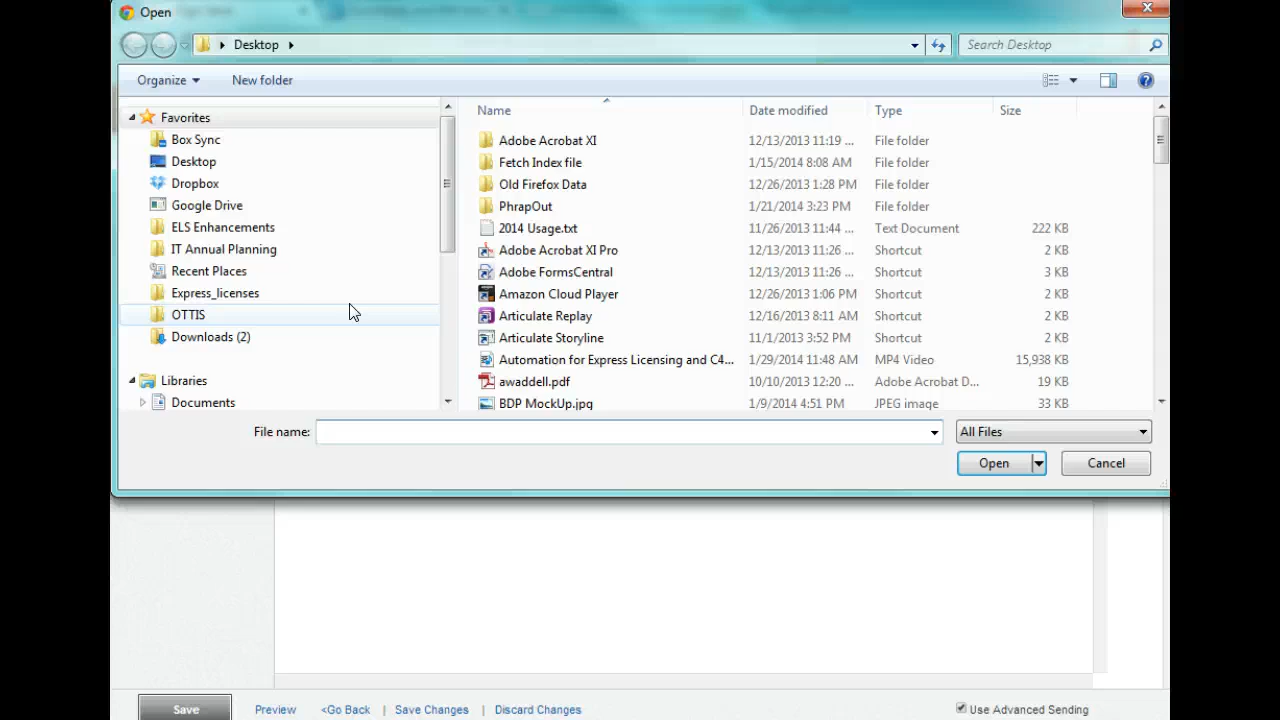 Open
Desktop
Search Desktop
Organize
New folder
Name
Date modified
Type
Size
Favorites
Box Sync
Desktop
Dropbox
Google Drive
ELS Enhancements
IT Annual Planning
Recent Places
Express_licenses
OTTIS
Downloads (2)
Libraries
Documents
Adobe Acrobat XI 12/13/2013 11:19 ... File folder
Fetch Index file 1/15/2014 8:08 AM File folder
Old Firefox Data 12/26/2013 1:28 PM File folder
PhrapOut 1/21/2014 3:23 PM File folder
2014 Usage.txt 11/26/2013 11:44 ... Text Document 222 KB
Adobe Acrobat XI Pro 12/13/2013 11:26 ... Shortcut 2 KB
Adobe FormsCentral 12/13/2013 11:26 ... Shortcut 3 KB
Amazon Cloud Player 12/26/2013 1:06 PM Shortcut 2 KB
Articulate Replay 12/16/2013 8:11 AM Shortcut 2 KB
Articulate Storyline 11/1/2013 3:52 PM Shortcut 2 KB
Automation for Express Licensing and C4... 1/29/2014 11:48 AM MP4 Video 15,938 KB
awaddell.pdf 10/10/2013 12:20 ... Adobe Acrobat D... 19 KB
BDP MockUp.jpg 1/9/2014 4:51 PM JPEG image 33 KB
File name:
All Files
Open
Cancel
Save Preview <Go Back | Save Changes | Discard Changes Use Advanced Sending